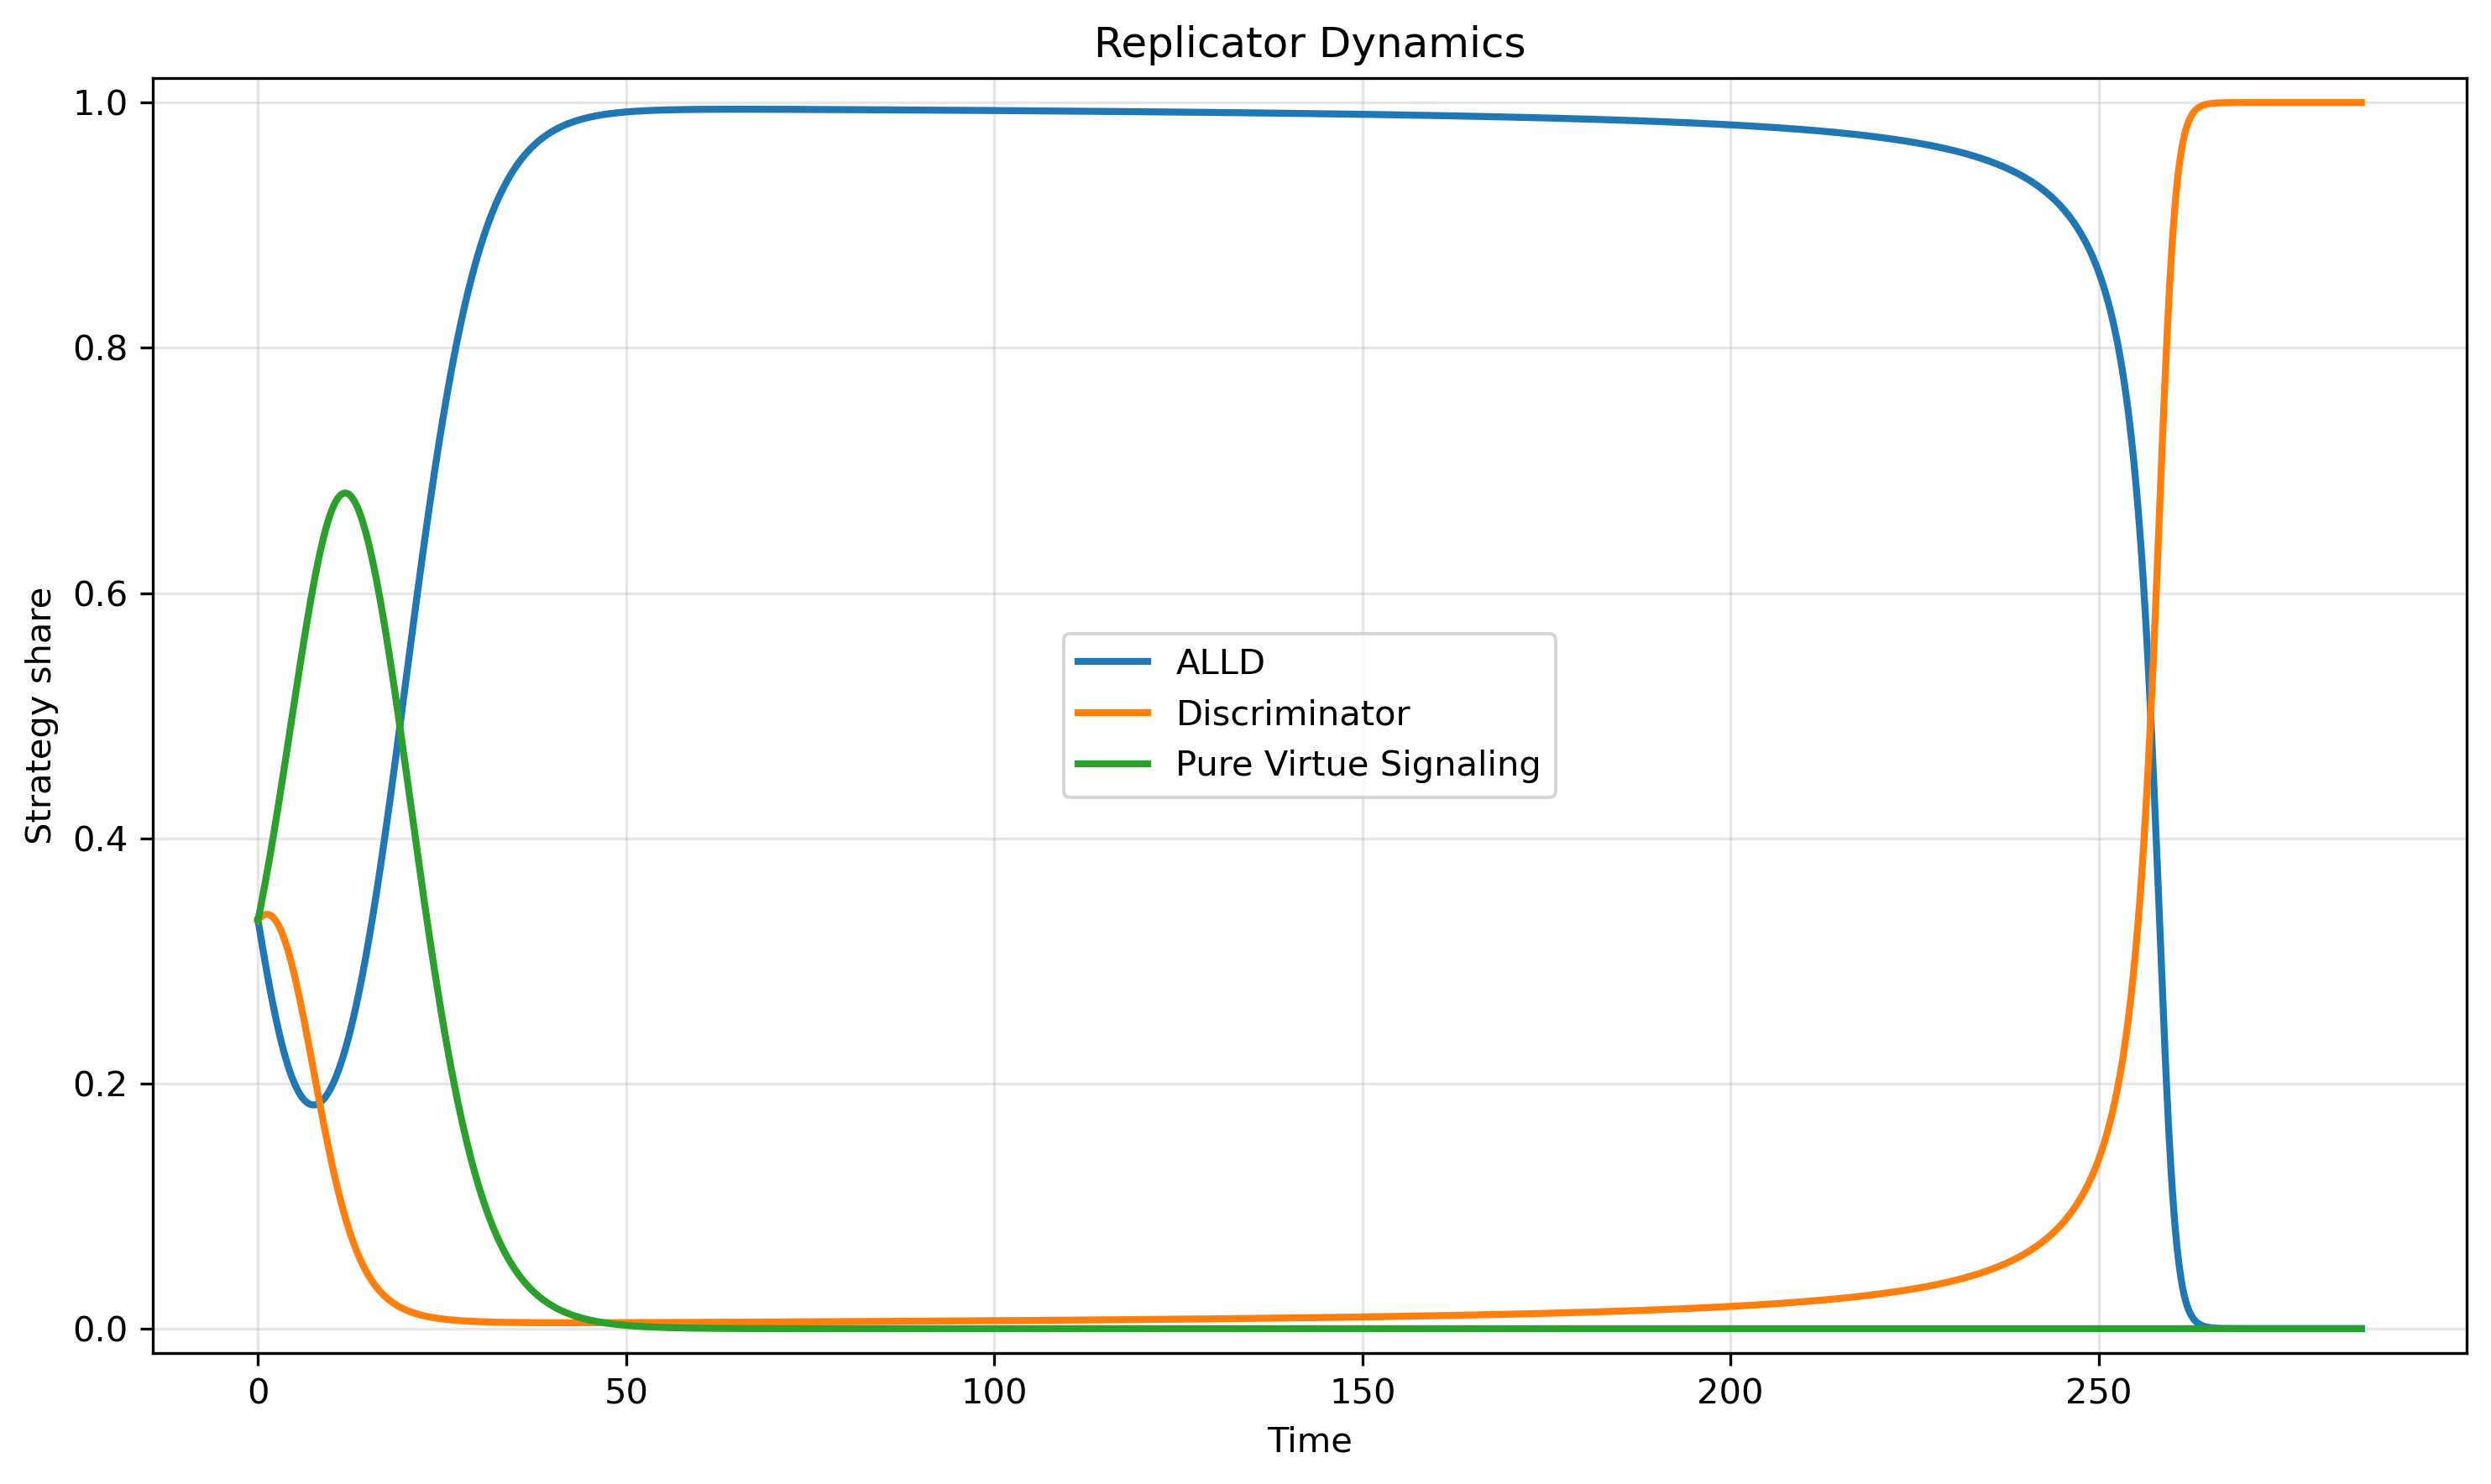 Replicator Dynamics
1.0
0.8
0.6
0.4
0.2
0.0
Strategy share
ALLD
Discriminator
Pure Virtue Signaling
0 50 100 150 200 250
Time